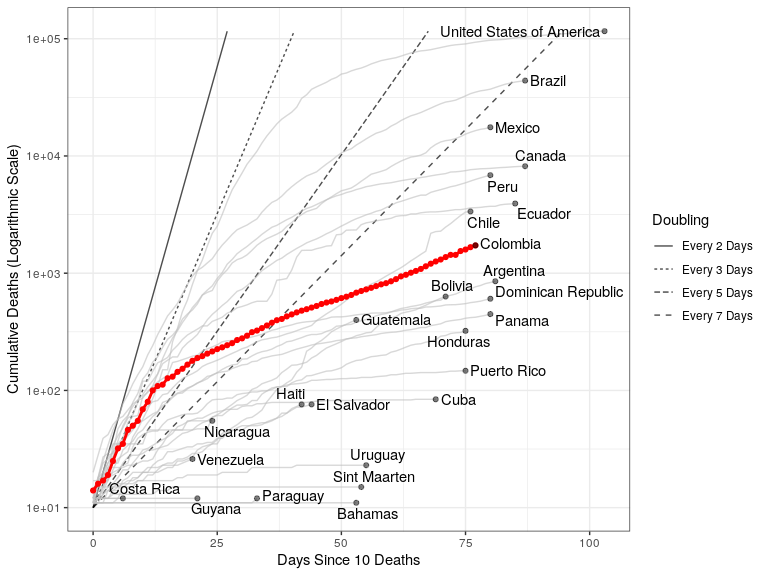 1e+05
1e+04
1e+03
1e+02
1e+01
Cumulative Deaths (Logarithmic Scale)
United States of America
Brazil
Mexico
Canada
Peru
Ecuador
Chile
Colombia
Argentina
Bolivia
Dominican Republic
Guatemala
Panama
Honduras
Puerto Rico
Haiti
El Salvador
Cuba
Nicaragua
Venezuela
Uruguay
Sint Maarten
Costa Rica
Paraguay
Guyana
Bahamas
0
25
50
75
100
Days Since 10 Deaths
Doubling
Every 2 Days
Every 3 Days
Every 5 Days
Every 7 Days